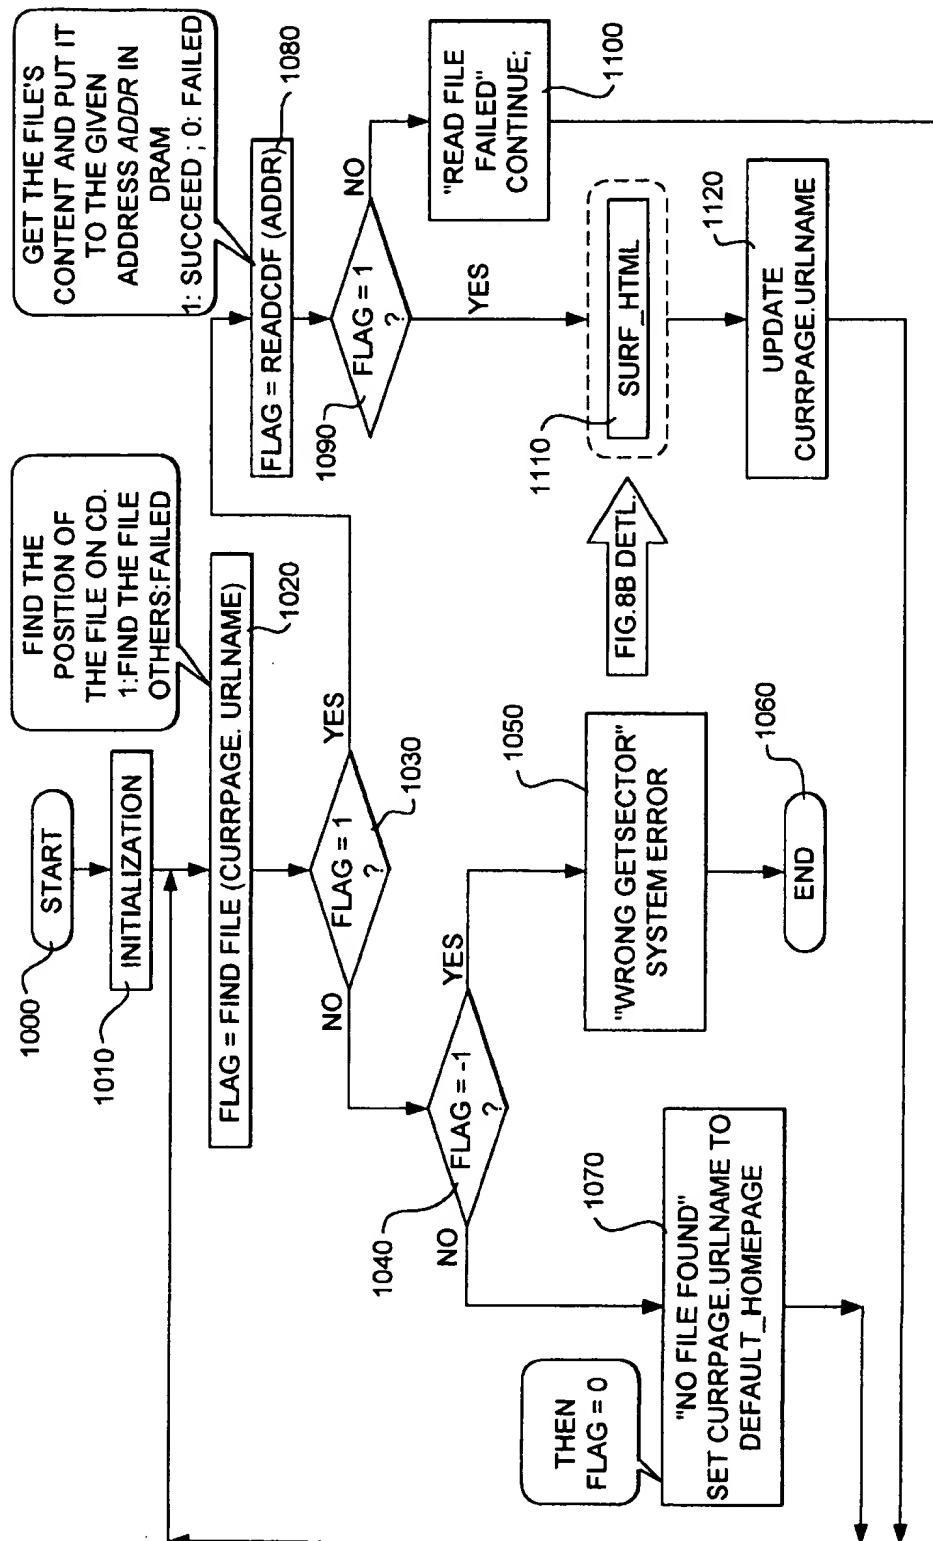 START
1000
INITIALIZATION
1010
FIND THE
POSITION OF
THE FILE ON CD.
1:FIND THE FILE
OTHERS:FAILED
FLAG = FIND FILE (CURRPAGE. URLNAME)
1020
FLAG = 1
?
1030
YES
NO
FLAG = -1
?
1040
YES
NO
"WRONG GETSECTOR"
SYSTEM ERROR
1050
END
1060
THEN
FLAG = 0
"NO FILE FOUND"
SET CURRPAGE.URLNAME TO
DEFAULT_HOMEPAGE
1070
GET THE FILE'S
CONTENT AND PUT IT
TO THE GIVEN
ADDRESS ADDR IN
DRAM
1: SUCCEED ; 0: FAILED
FLAG = READCDF (ADDR)
1080
FLAG = 1
?
1090
NO
YES
"READ FILE
FAILED"
CONTINUE;
1100
FIG.8B DETL.
SURF_HTML
1110
UPDATE
CURRPAGE.URLNAME
1120